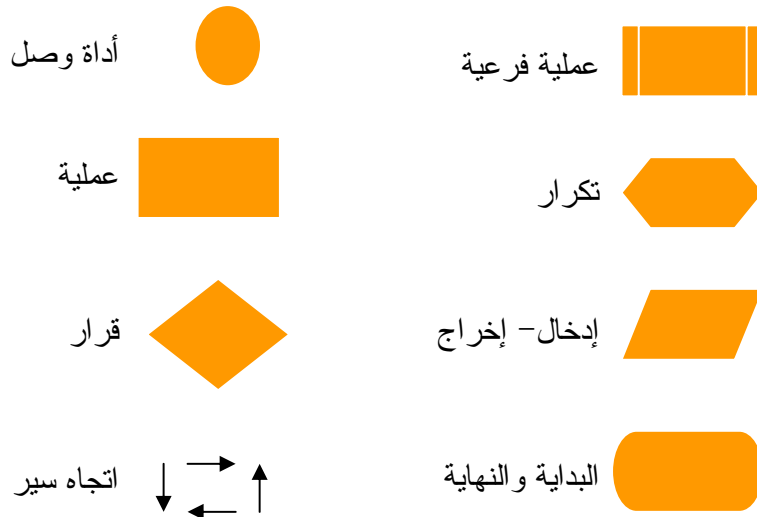 عملية فرعية
أداة وصل
تكرار
عملية
إدخال– إخراج
قرار
البداية والنهاية
اتجاه سير